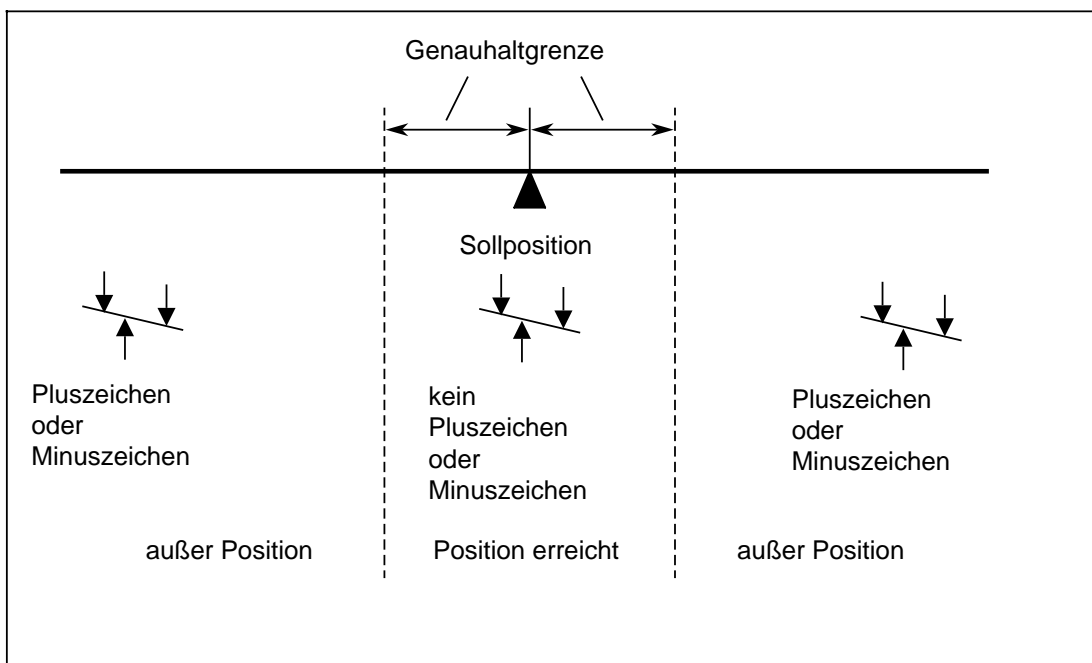 Genauhaltgrenze
Sollposition
Pluszeichen
oder
Minuszeichen
kein
Pluszeichen
oder
Minuszeichen
Pluszeichen
oder
Minuszeichen
außer Position
Position erreicht
außer Position